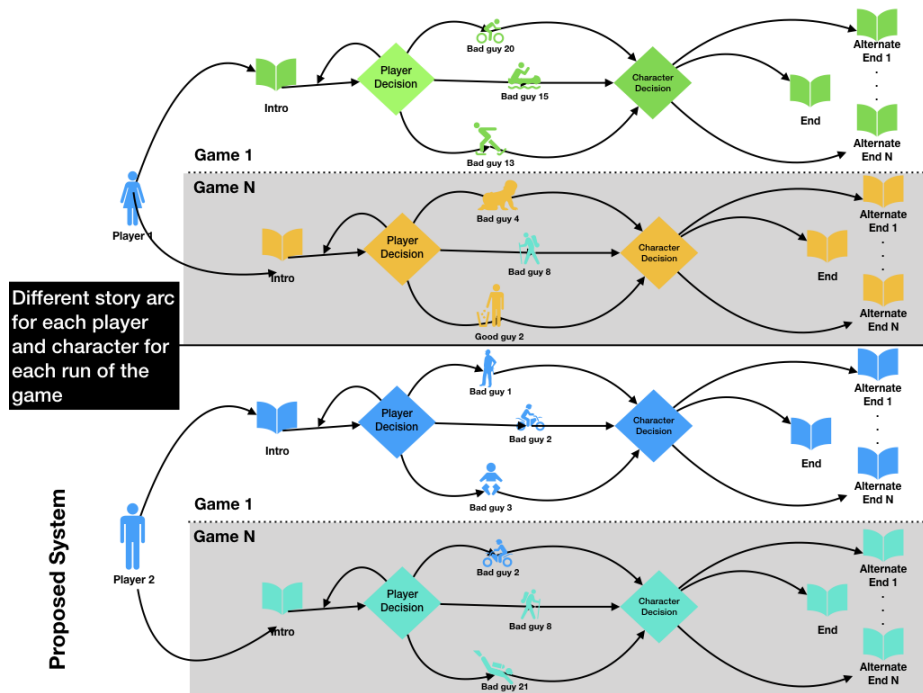 Bad guy 20
Player
Decision
Bad guy 15
Character
Decision
Alternate
End 1
.
.
.
Intro
End
Bad guy 13
Alternate
End N
Game 1
Game N
Player 1
Bad guy 4
Player
Decision
Bad guy 8
Character
Decision
Alternate
End 1
.
.
.
Intro
End
Good guy 2
Alternate
End N
Different story arc
for each player
and character for
each run of the
game
Bad guy 1
Player
Decision
Bad guy 2
Character
Decision
Alternate
End 1
.
.
.
Intro
End
Bad guy 3
Alternate
End N
Game 1
Game N
Proposed System
Player 2
Bad guy 2
Player
Decision
Bad guy 8
Character
Decision
Alternate
End 1
.
.
.
Intro
End
Bad guy 21
Alternate
End N